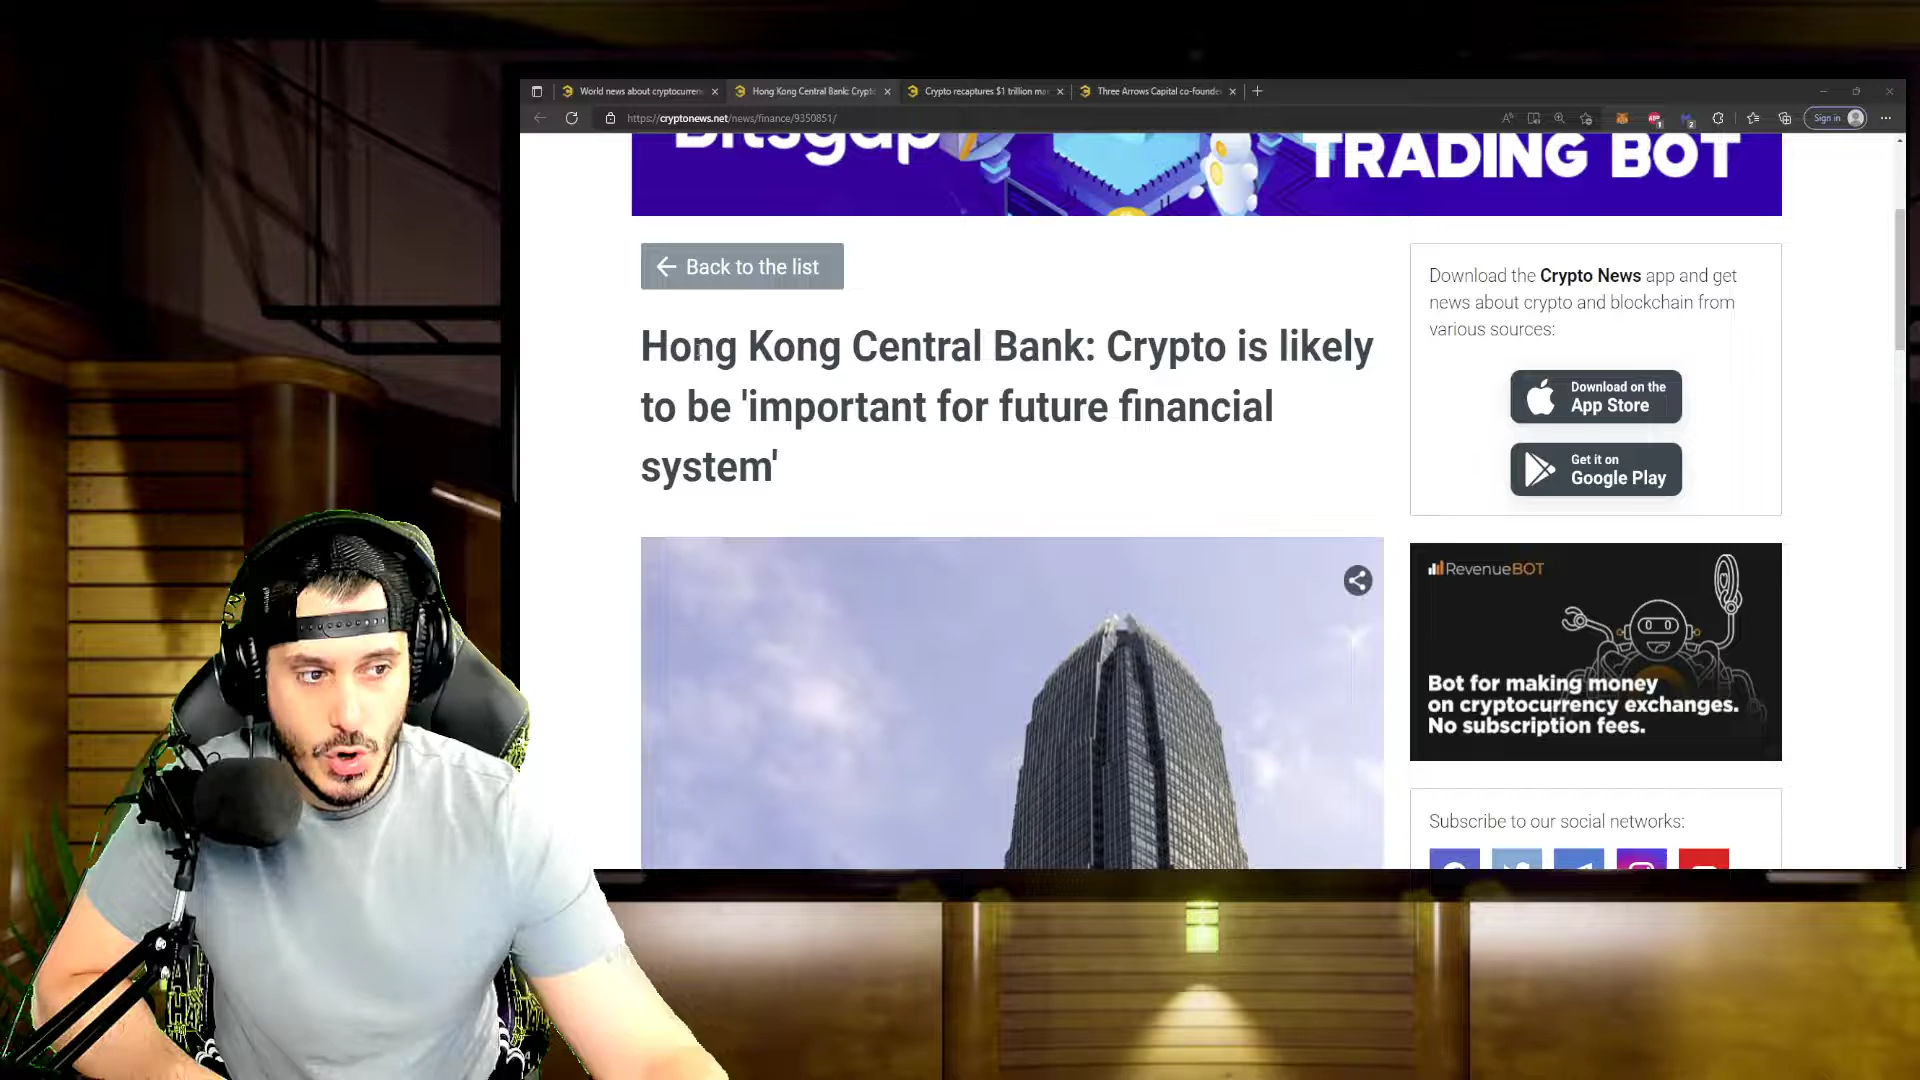 World news about cryptocurren
Hong Kong Central Bank: Crypto
Crypto recaptures $1 trillion mar
Three Arrows Capital co-founde
https://cryptonews.net/news/finance/9350851/
Sign in
Bitsgap
TRADING BOT
Back to the list
Hong Kong Central Bank: Crypto is likely
to be 'important for future financial
system'
Download the Crypto News app and get
news about crypto and blockchain from
various sources:
Download on the
App Store
Get it on
Google Play
RevenueBOT
Bot for making money
on cryptocurrency exchanges.
No subscription fees.
Subscribe to our social networks: